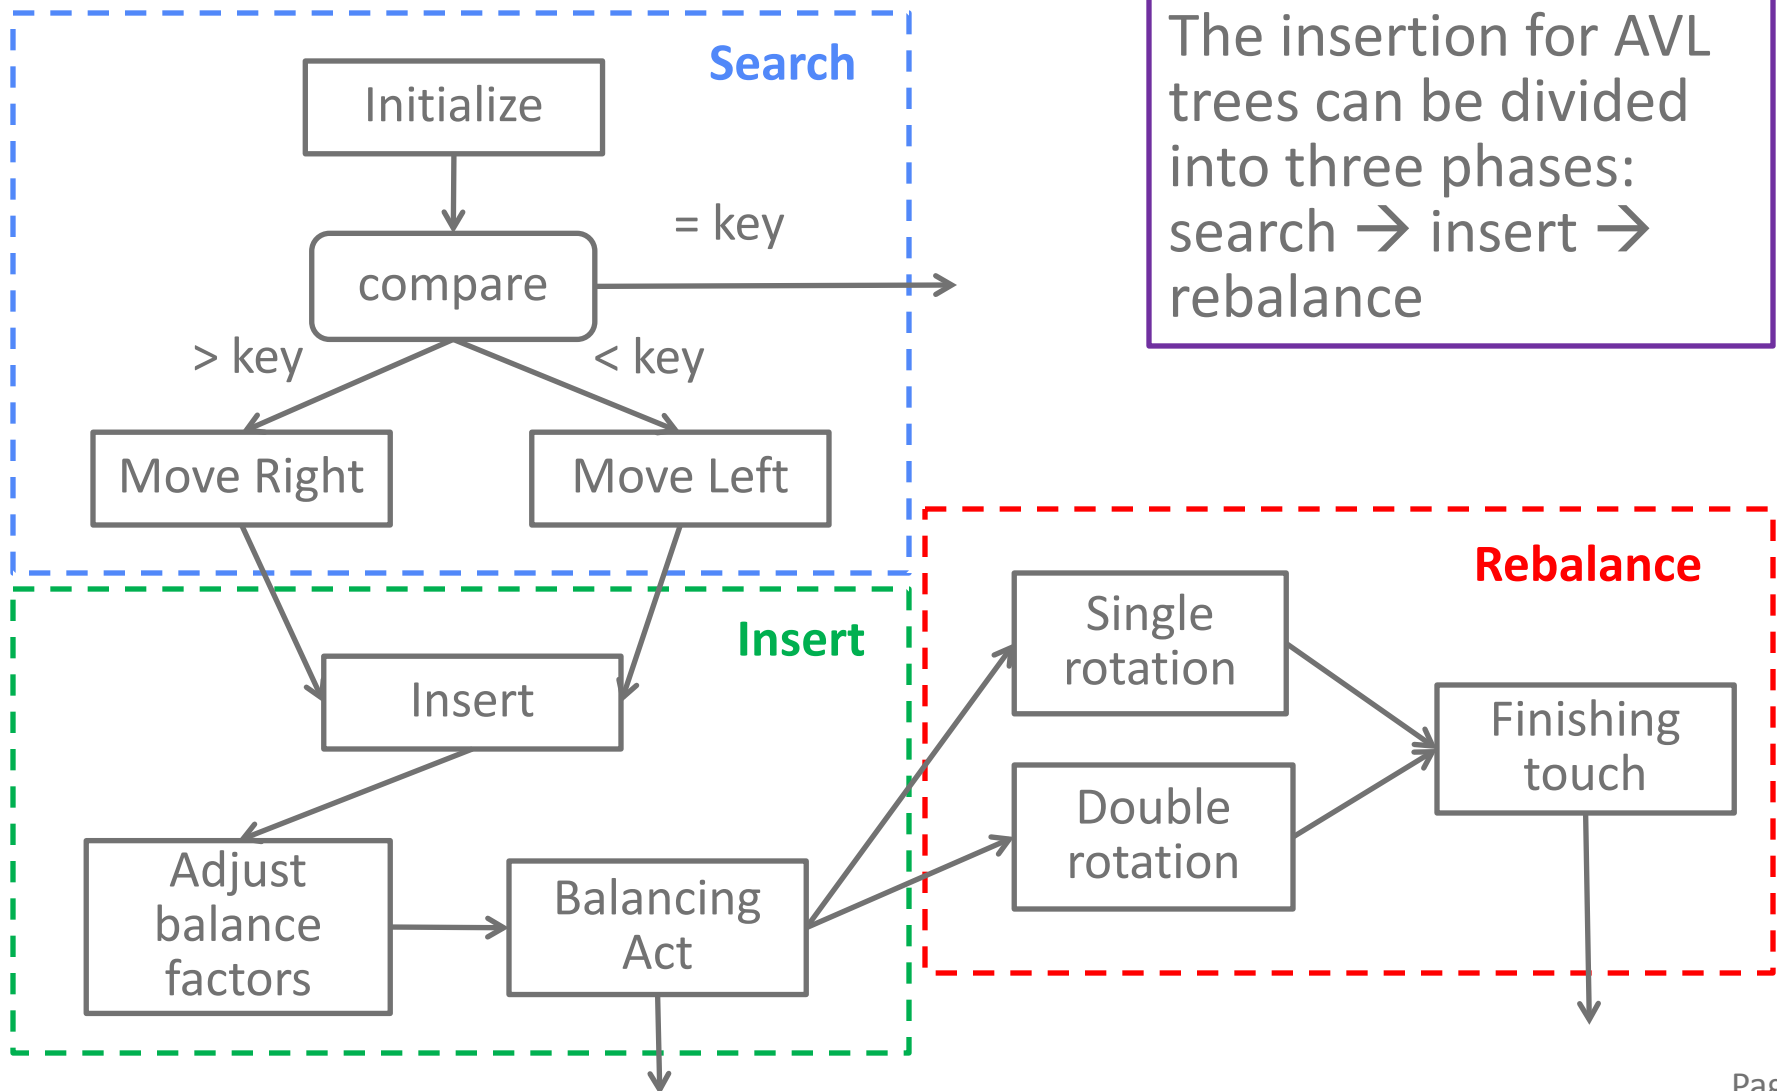 Search
Initialize
= key
compare
> key
< key
Move Right
Move Left
The insertion for AVL
trees can be divided
into three phases:
search → insert →
rebalance
Insert
Insert
Adjust
balance
factors
Balancing
Act
Rebalance
Single
rotation
Double
rotation
Finishing
touch